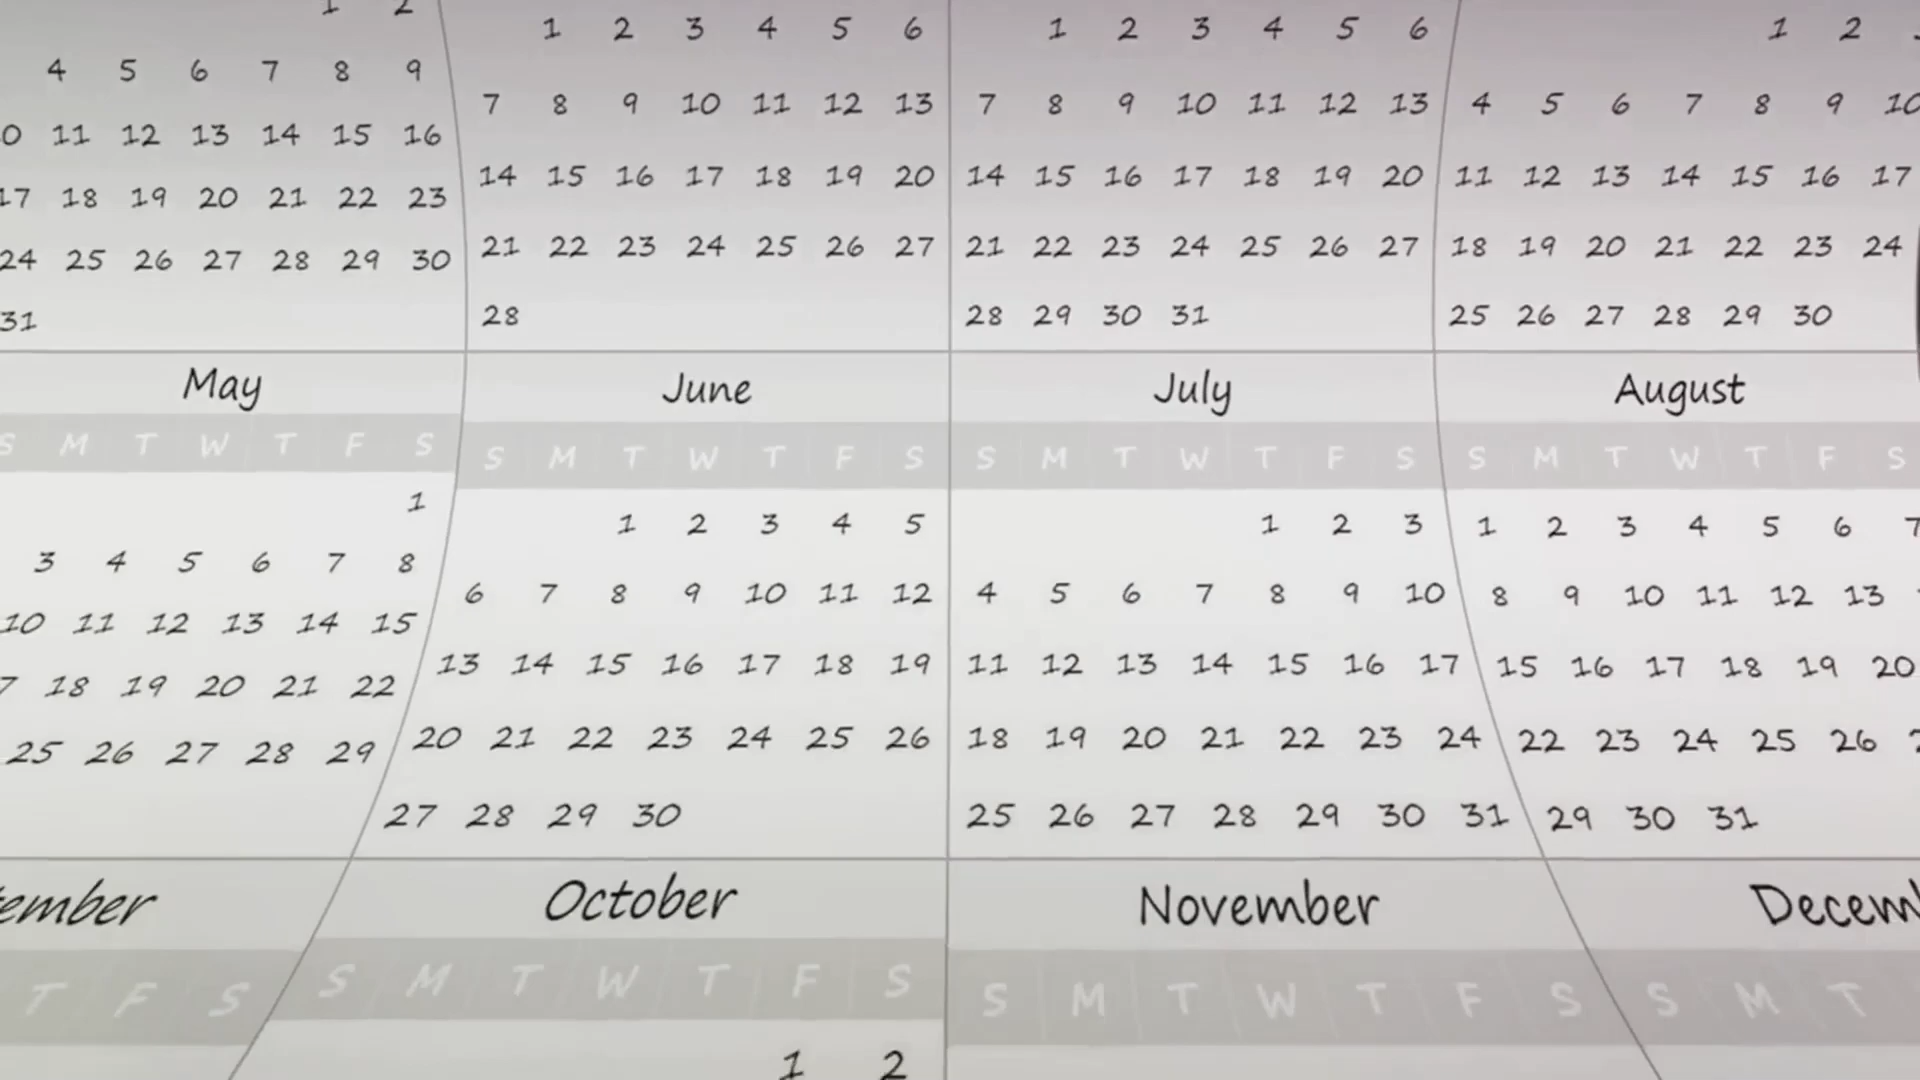 1 2
4 5 6 7 8 9
11 12 13 14 15 16
17 18 19 20 21 22 23
24 25 26 27 28 29 30
31
1 2 3 4 5 6
7 8 9 10 11 12 13
14 15 16 17 18 19 20
21 22 23 24 25 26 27
28
1 2 3 4 5 6
7 8 9 10 11 12 13
14 15 16 17 18 19 20
21 22 23 24 25 26 27
28 29 30 31
1 2
4 5 6 7 8 9 10
11 12 13 14 15 16 17
18 19 20 21 22 23 24
25 26 27 28 29 30
May
S M T W T F S
1
3 4 5 6 7 8
10 11 12 13 14 15
18 19 20 21 22
25 26 27 28 29
June
S M T W T F S
1 2 3 4 5
6 7 8 9 10 11 12
13 14 15 16 17 18 19
20 21 22 23 24 25 26
27 28 29 30
July
S M T W T F S
1 2 3
4 5 6 7 8 9 10
11 12 13 14 15 16 17
18 19 20 21 22 23 24
25 26 27 28 29 30 31
August
S M T W T F S
1 2 3 4 5 6 7
8 9 10 11 12 13
15 16 17 18 19 20
22 23 24 25 26
29 30 31
tember
T F S
October
S M T W T F S
1 2
November
S M T W T F S
Decem
S M T